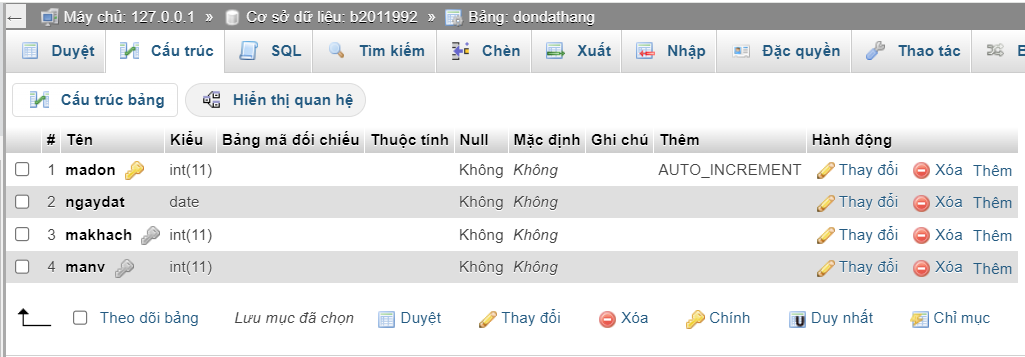 ← Máy chủ: 127.0.0.1 » Cơ sở dữ liệu: b2011992 » Bảng: dondathang
Duyệt Cấu trúc SQL Tìm kiếm Chèn Xuất Nhập Đặc quyền Thao tác
Cấu trúc bảng Hiển thị quan hệ
# Tên Kiểu Bảng mã đối chiếu Thuộc tính Null Mặc định Ghi chú Thêm Hành động
1 madon int(11) Không Không AUTO_INCREMENT Thay đổi Xóa Thêm
2 ngaydat date Không Không Thay đổi Xóa Thêm
3 makhach int(11) Không Không Thay đổi Xóa Thêm
4 manv int(11) Không Không Thay đổi Xóa Thêm
Theo dõi bảng Lưu mục đã chọn Duyệt Thay đổi Xóa Chính U Duy nhất Chỉ mục